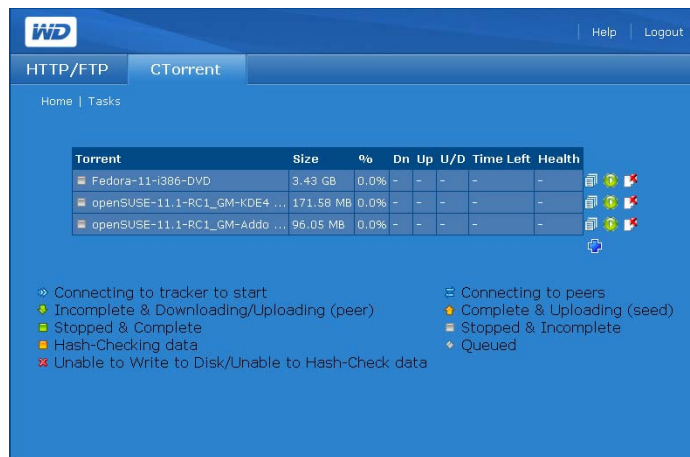 WD
Help | Logout
HTTP/FTP CTorrent
Home | Tasks
Torrent Size % Dn Up U/D Time Left Health
Fedora-11-i386-DVD 3.43 GB 0.0% - - - - -
openSUSE-11.1-RC1_GM-KDE4 ... 171.58 MB 0.0% - - - - -
openSUSE-11.1-RC1_GM-Addo ... 96.05 MB 0.0% - - - - -
Connecting to tracker to start
Connecting to peers
Incomplete & Downloading/Uploading (peer)
Complete & Uploading (seed)
Stopped & Complete
Stopped & Incomplete
Hash-Checking data
Queued
Unable to Write to Disk/Unable to Hash-Check data